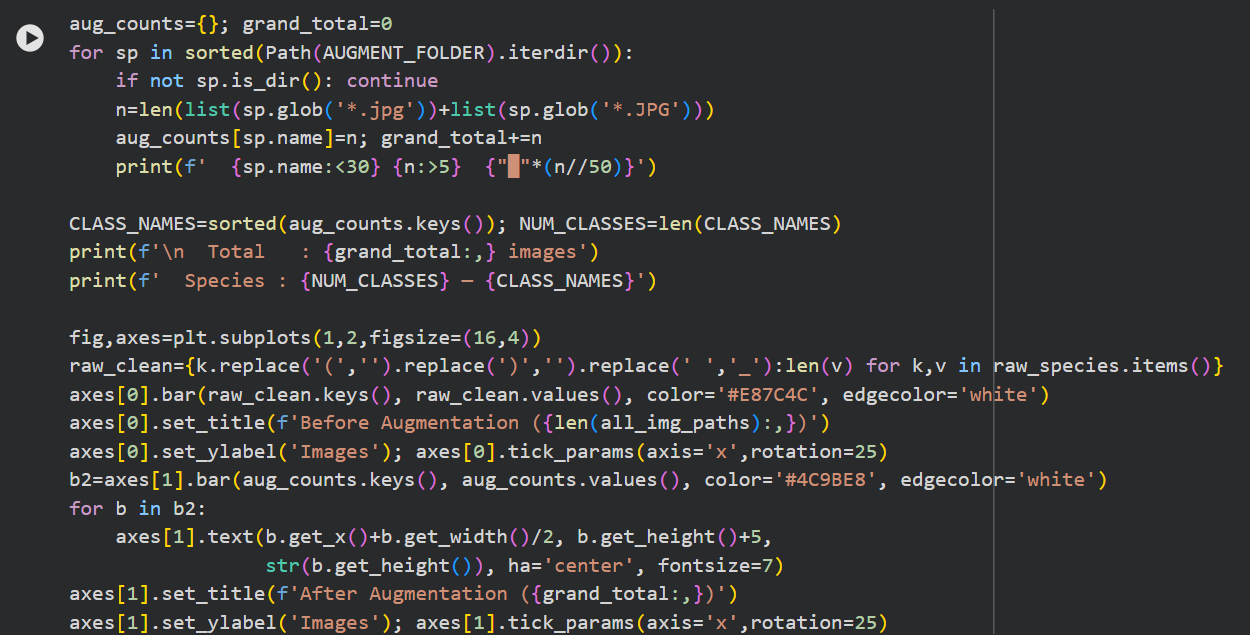 aug_counts={}; grand_total=0
for sp in sorted(Path(AUGMENT_FOLDER).iterdir()):
    if not sp.is_dir(): continue
    n=len(list(sp.glob('*.jpg'))+list(sp.glob('*.JPG')))
    aug_counts[sp.name]=n; grand_total+=n
    print(f'  {sp.name:<30} {n:>5}  {"█"*(n//50)}')

CLASS_NAMES=sorted(aug_counts.keys()); NUM_CLASSES=len(CLASS_NAMES)
print(f'\n  Total   : {grand_total:,} images')
print(f'  Species : {NUM_CLASSES} — {CLASS_NAMES}')

fig,axes=plt.subplots(1,2,figsize=(16,4))
raw_clean={k.replace('(','').replace(')','').replace(' ','_'):len(v) for k,v in raw_species.items()}
axes[0].bar(raw_clean.keys(), raw_clean.values(), color='#E87C4C', edgecolor='white')
axes[0].set_title(f'Before Augmentation ({len(all_img_paths):,})')
axes[0].set_ylabel('Images'); axes[0].tick_params(axis='x',rotation=25)
b2=axes[1].bar(aug_counts.keys(), aug_counts.values(), color='#4C9BE8', edgecolor='white')
for b in b2:
    axes[1].text(b.get_x()+b.get_width()/2, b.get_height()+5,
                 str(b.get_height()), ha='center', fontsize=7)
axes[1].set_title(f'After Augmentation ({grand_total:,})')
axes[1].set_ylabel('Images'); axes[1].tick_params(axis='x',rotation=25)